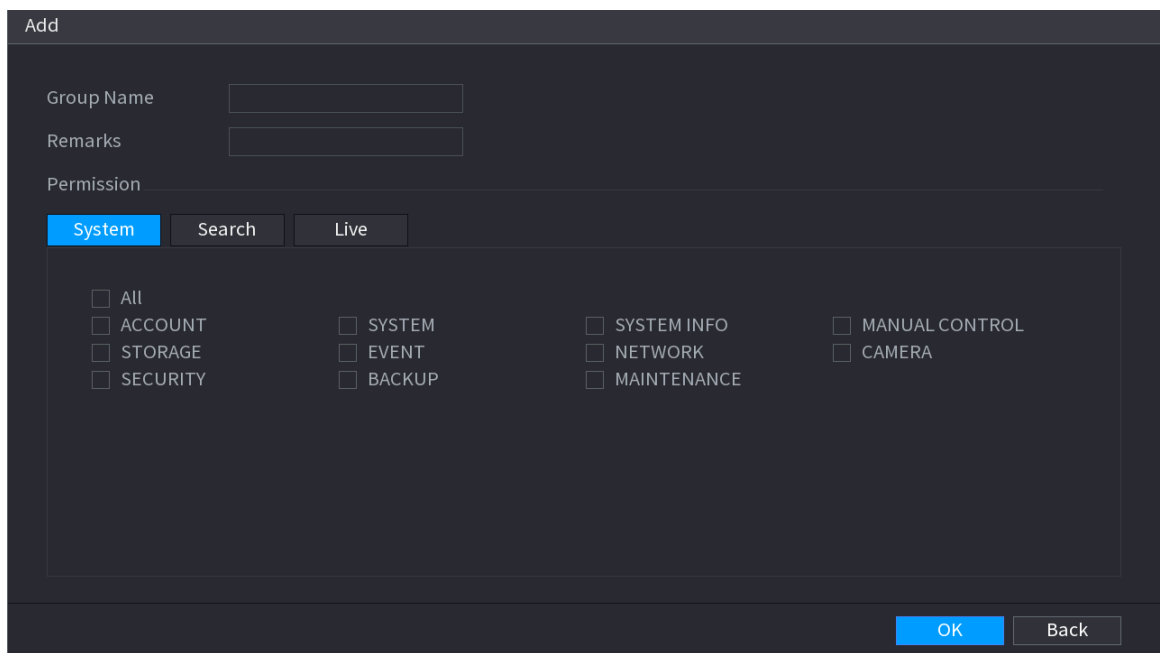 Add
Group Name
Remarks
Permission
System Search Live
All
ACCOUNT SYSTEM SYSTEM INFO MANUAL CONTROL
STORAGE EVENT NETWORK CAMERA
SECURITY BACKUP MAINTENANCE
OK Back